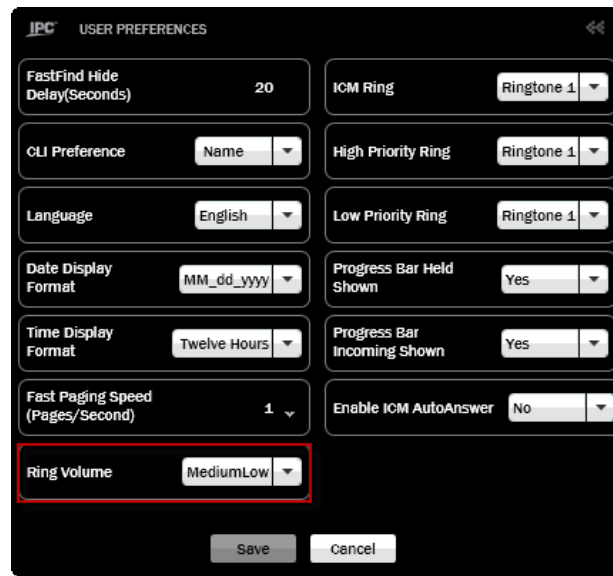 IPC USER PREFERENCES
FastFind Hide
Delay(Seconds)
20
CLI Preference
Name
Language
English
Date Display
Format
MM_dd_yyyy
Time Display
Format
Twelve Hours
Fast Paging Speed
(Pages/Second)
1
Ring Volume
MediumLow
ICM Ring
Ringtone 1
High Priority Ring
Ringtone 1
Low Priority Ring
Ringtone 1
Progress Bar Held
Shown
Yes
Progress Bar
Incoming Shown
Yes
Enable ICM AutoAnswer
No
Save
Cancel